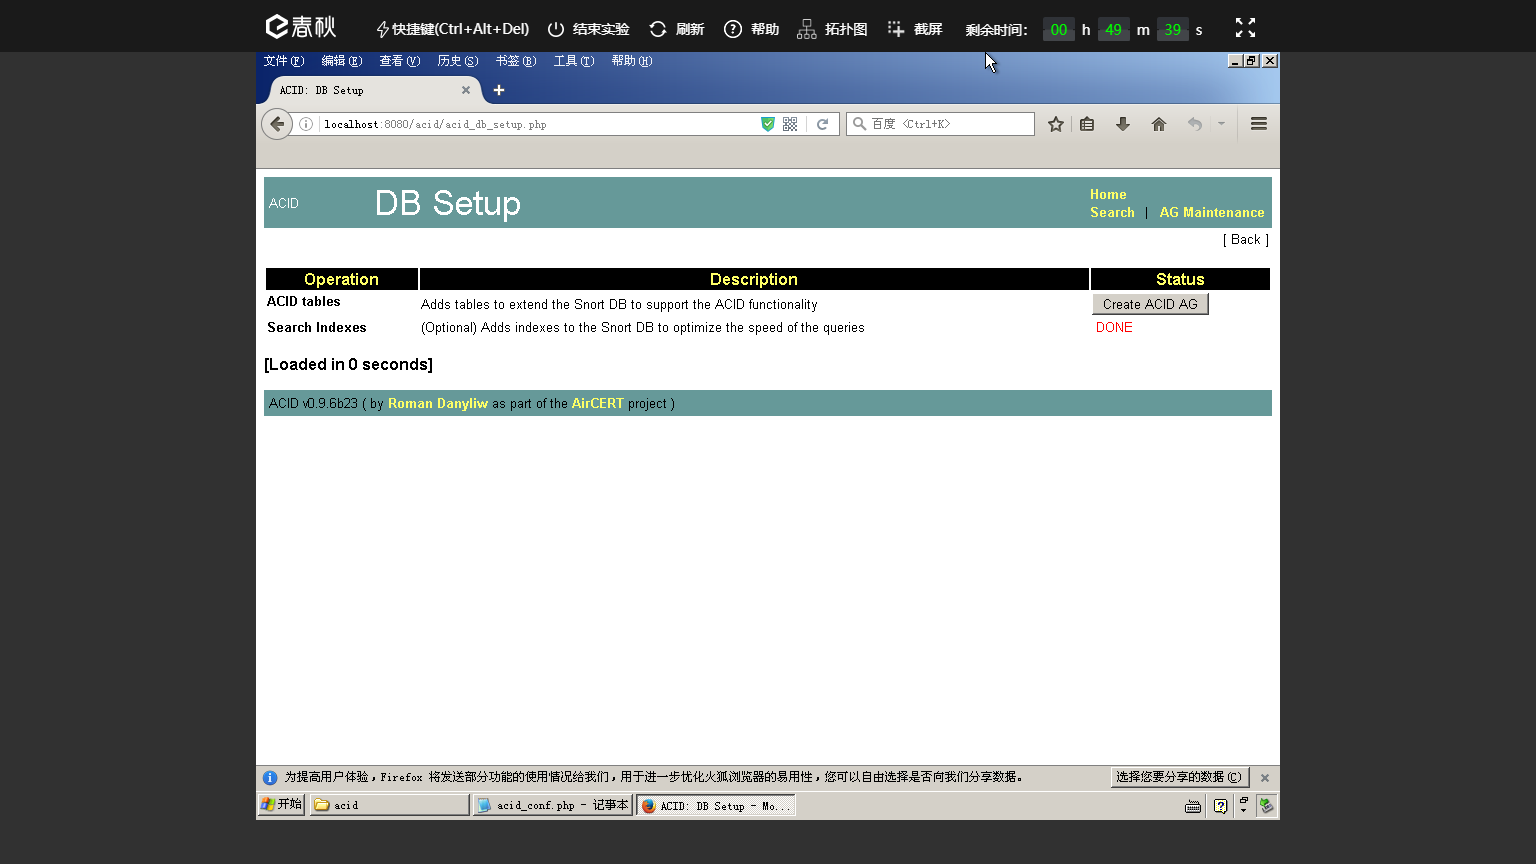 春秋 快捷键(Ctrl+Alt+Del) 结束实验 刷新 帮助 拓扑图 截屏 剩余时间: 00 h 49 m 39 s
文件(F) 编辑(E) 查看(V) 历史(S) 书签(B) 工具(T) 帮助(H)
ACID: DB Setup
localhost:8080/acid/acid_db_setup.php
百度 <Ctrl+K>
ACID DB Setup
Home
Search | AG Maintenance
[ Back ]
Operation Description Status
ACID tables Adds tables to extend the Snort DB to support the ACID functionality Create ACID AG
Search Indexes (Optional) Adds indexes to the Snort DB to optimize the speed of the queries DONE
[Loaded in 0 seconds]
ACID v0.9.6b23 ( by Roman Danyliw as part of the AirCERT project )
为提高用户体验，Firefox 将发送部分功能的使用情况给我们，用于进一步优化火狐浏览器的易用性，您可以自由选择是否向我们分享数据。 选择您要分享的数据(C)
开始 acid acid_conf.php - 记事本 ACID: DB Setup - Mo...